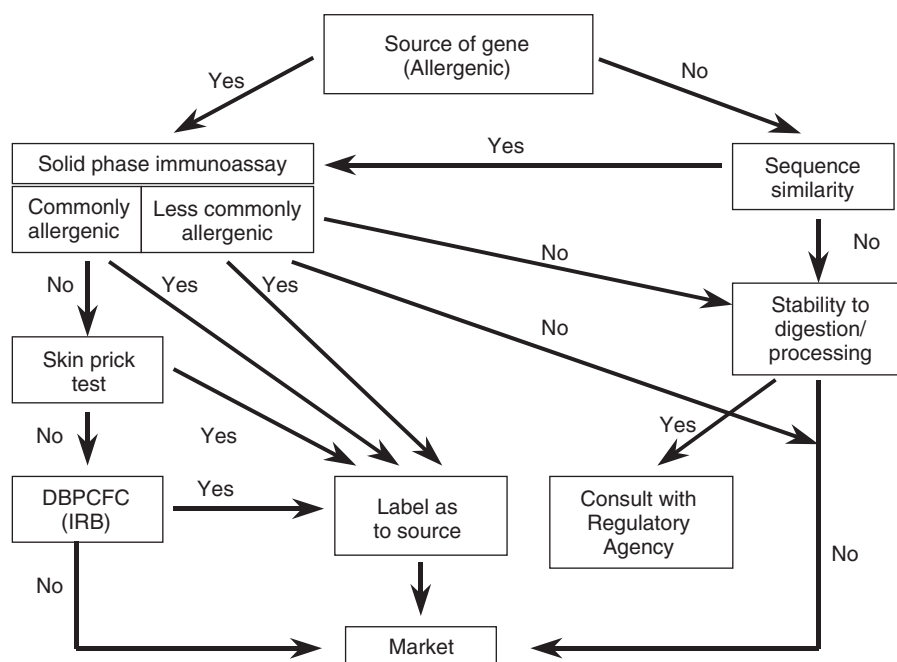 Source of gene
(Allergenic)
Yes
No
Solid phase immunoassay
Yes
Sequence
similarity
Commonly
allergenic
Less commonly
allergenic
No
No
No
Yes
Yes
No
Stability to
digestion/
processing
Skin prick
test
No
Yes
Yes
DBPCFC
(IRB)
Yes
Label as
to source
Consult with
Regulatory
Agency
No
No
Market